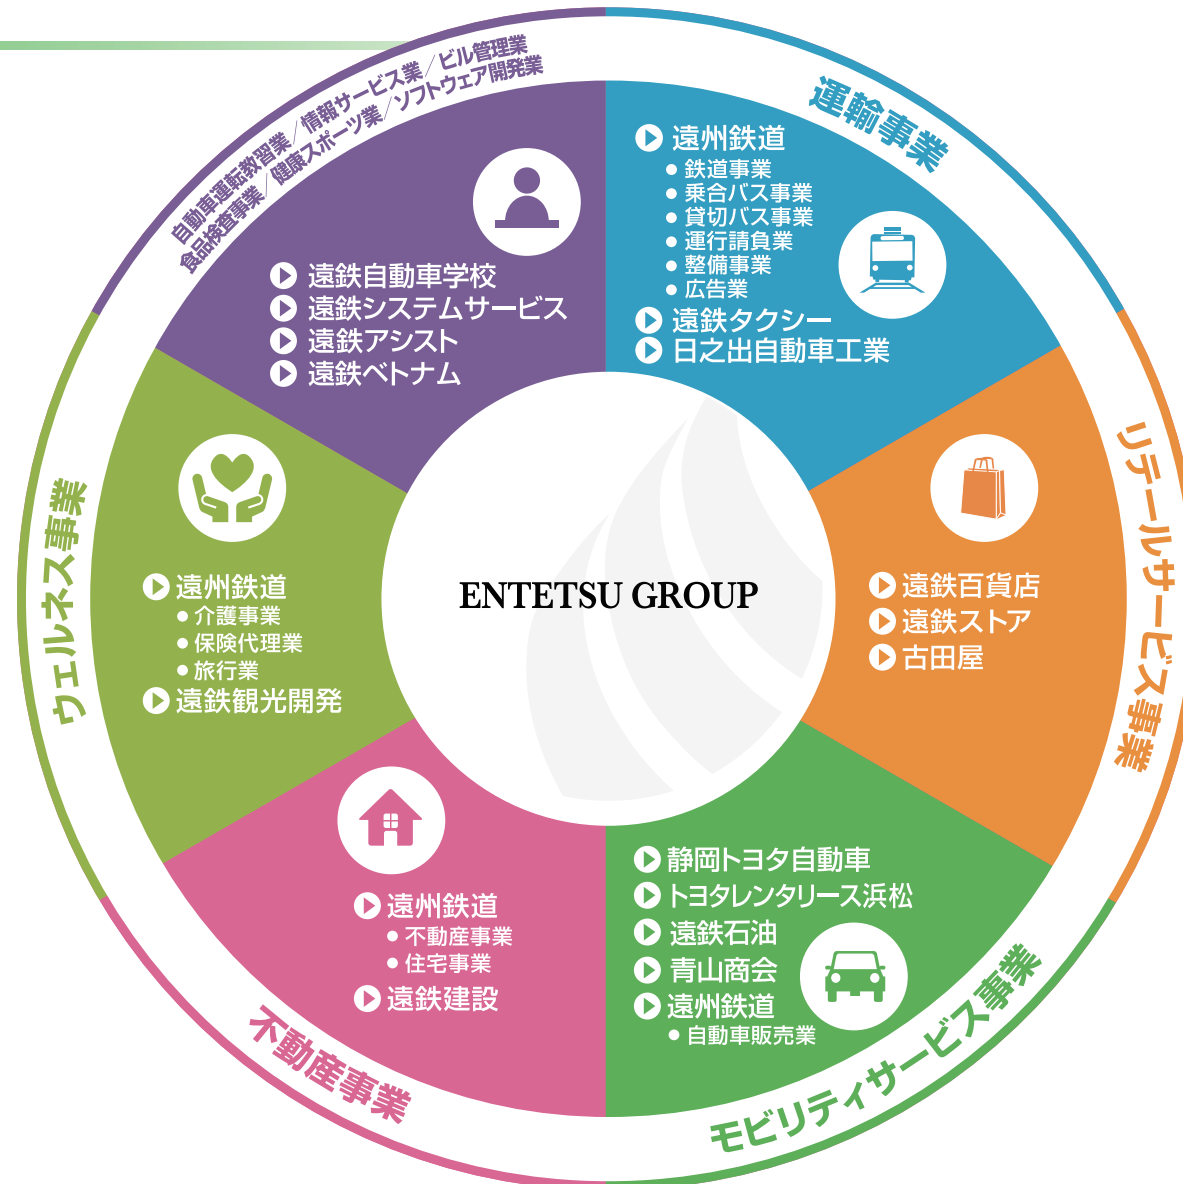 自動車運転教習業/情報サービス業/ビル管理業
食品検査事業/健康スポーツ業/ソフトウェア開発業
遠鉄自動車学校
遠鉄システムサービス
遠鉄アシスト
遠鉄ベトナム
運輸事業
遠州鉄道
鉄道事業
乗合バス事業
貸切バス事業
運行請負業
整備事業
広告業
遠鉄タクシー
日之出自動車工業
リテールサービス事業
遠鉄百貨店
遠鉄ストア
古田屋
モビリティサービス事業
静岡トヨタ自動車
トヨタレンタリース浜松
遠鉄石油
青山商会
遠州鉄道
自動車販売業
不動産事業
遠州鉄道
不動産事業
住宅事業
遠鉄建設
ウェルネス事業
遠州鉄道
介護事業
保険代理業
旅行業
遠鉄観光開発
ENTETSU GROUP